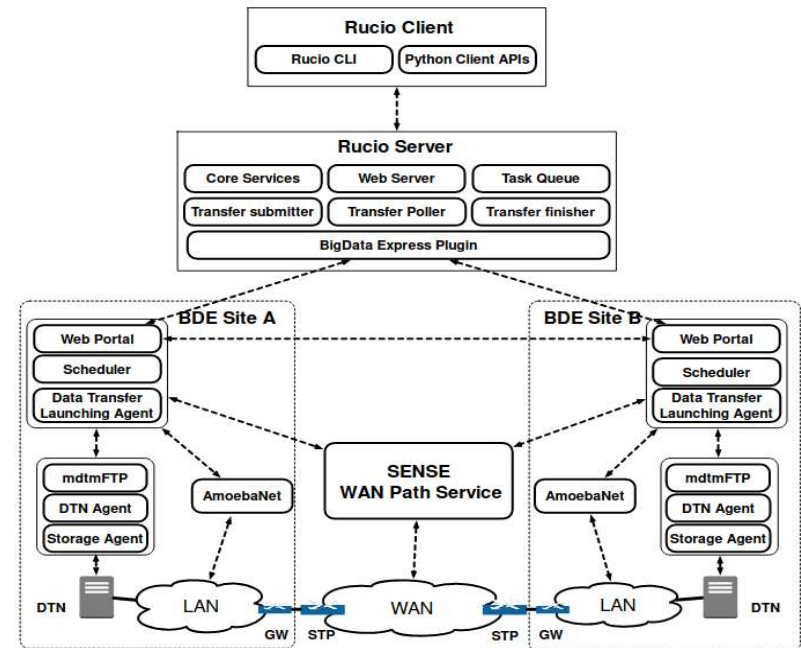 Rucio Client
Rucio CLI
Python Client APIs
Rucio Server
Core Services
Web Server
Task Queue
Transfer submitter
Transfer Poller
Transfer finisher
BigData Express Plugin
BDE Site A
Web Portal
Scheduler
Data Transfer
Launching Agent
mdtmFTP
DTN Agent
Storage Agent
AmoebaNet
DTN
LAN
GW
STP
SENSE
WAN Path Service
WAN
BDE Site B
Web Portal
Scheduler
Data Transfer
Launching Agent
AmoebaNet
mdtmFTP
DTN Agent
Storage Agent
STP
GW
LAN
DTN